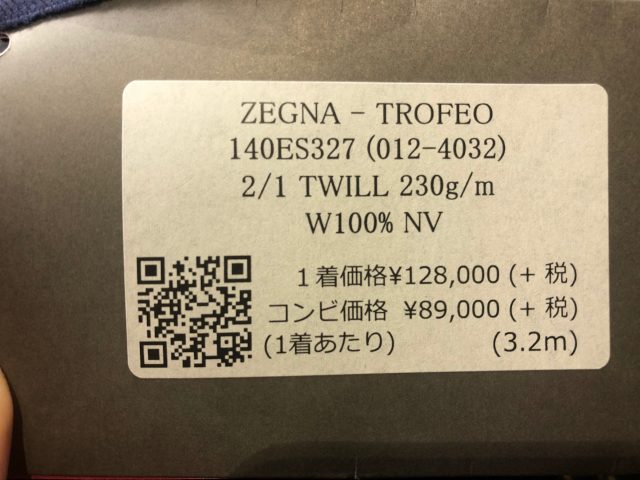 ZEGNA - TROFEO
140ES327 (012-4032)
2/1 TWILL 230g/m
W100% NV
1着価格¥128,000 (+ 税)
コンビ価格 ¥89,000 (+ 税)
(1着あたり) (3.2m)